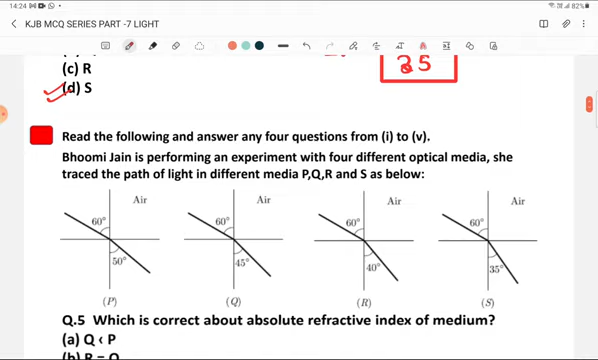 14:24
82%
KJB MCQ SERIES PART -7 LIGHT
(c) R
(d) S
25
Read the following and answer any four questions from (i) to (v).
Bhoomi Jain is performing an experiment with four different optical media, she
traced the path of light in different media P,Q,R and S as below:
Air Air Air Air
60° 60° 60° 60°
50° 45° 40° 35°
(P) (Q) (R) (S)
Q.5 Which is correct about absolute refractive index of medium?
(a) Q ‹ P
(b) R = Q